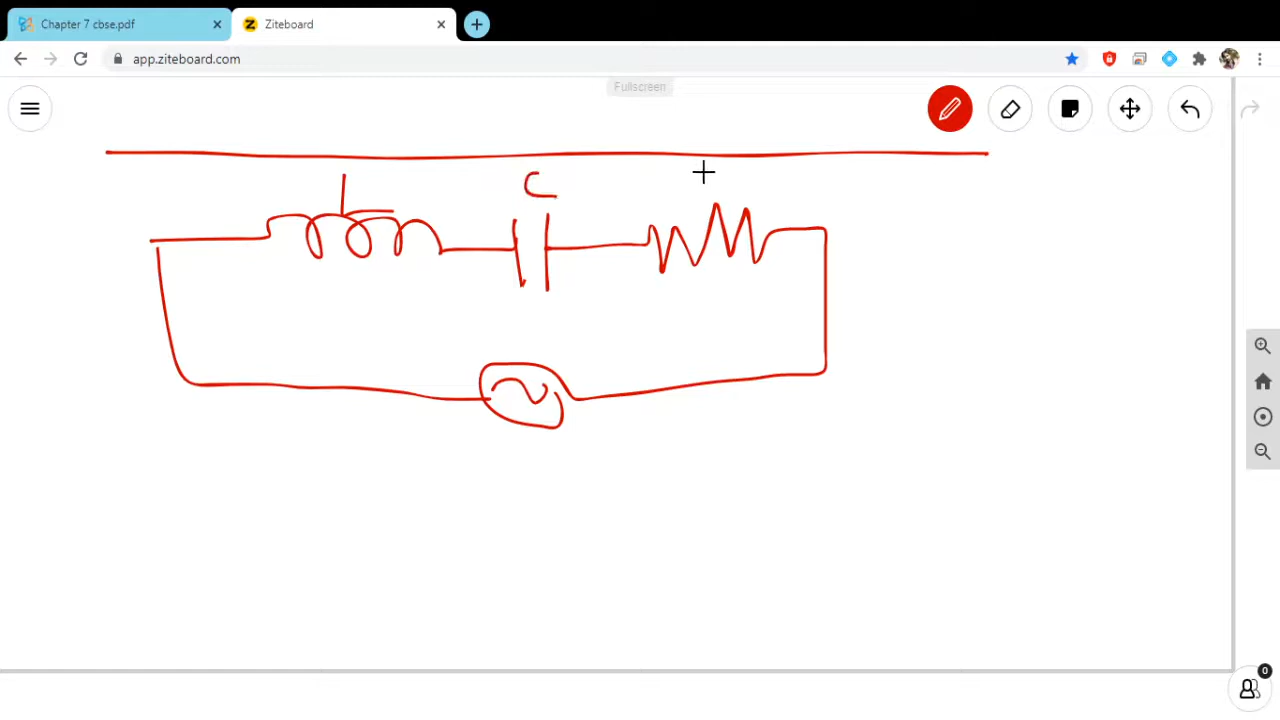 Chapter 7 cbse.pdf
Ziteboard
app.ziteboard.com
Fullscreen
L
C
0